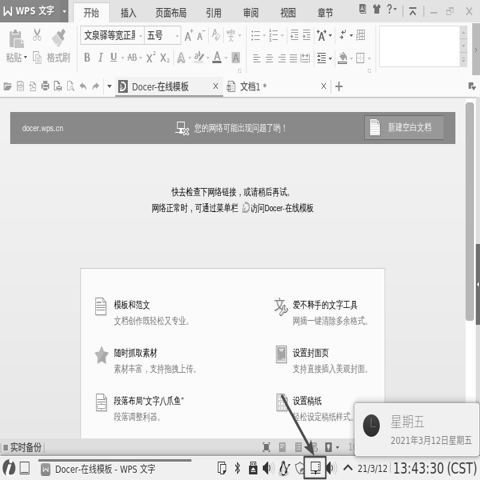 WPS 文字
开始 插入 页面布局 引用 审阅 视图 章节
文泉驿等宽正黑 五号
粘贴 格式刷
B I U AB X² X₂ A A
Docer-在线模板 × 文档1 * × +
docer.wps.cn 您的网络可能出现问题了哟！ 新建空白文档
快去检查下网络链接，或请稍后再试。
网络正常时，可通过菜单栏 访问Docer-在线模板
模板和范文 爱不释手的文字工具
文档创作既轻松又专业。 网摘一键清除多余格式。
随时抓取素材 设置封面页
素材丰富，支持拖拽上传。 支持直接插入美观封面。
段落布局“文字八爪鱼” 设置稿纸
段落调整利器。 轻松设定稿纸样式。
星期五
2021年3月12日星期五
实时备份
Docer-在线模板 - WPS 文字 21/3/12 13:43:30 (CST)